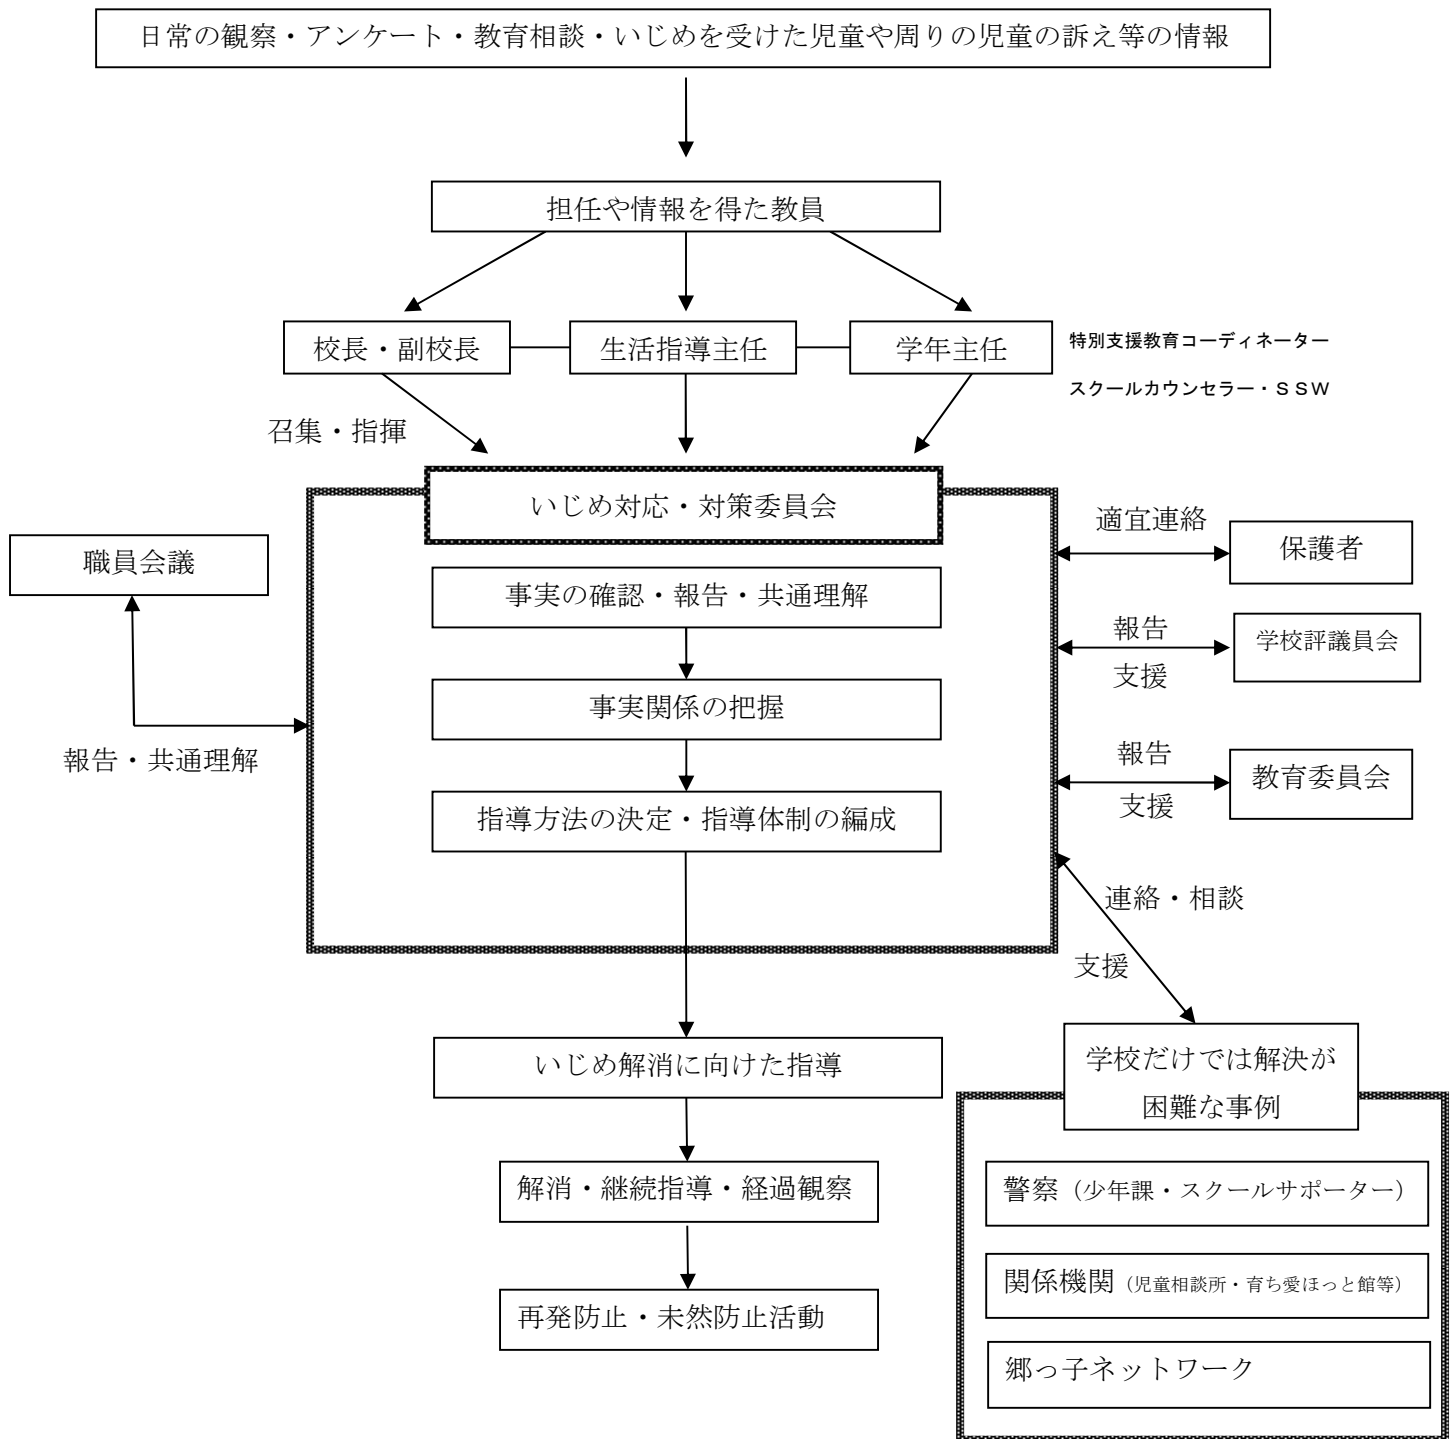 日常の観察・アンケート・教育相談・いじめを受けた児童や周りの児童の訴え等の情報
担任や情報を得た教員
校長・副校長
生活指導主任
学年主任
特別支援教育コーディネーター
スクールカウンセラー・ＳＳＷ
召集・指揮
いじめ対応・対策委員会
職員会議
報告・共通理解
事実の確認・報告・共通理解
事実関係の把握
指導方法の決定・指導体制の編成
適宜連絡
保護者
報告
支援
学校評議員会
報告
支援
教育委員会
連絡・相談
支援
いじめ解消に向けた指導
解消・継続指導・経過観察
再発防止・未然防止活動
学校だけでは解決が
困難な事例
警察（少年課・スクールサポーター）
関係機関（児童相談所・育ち愛ほっと館等）
郷っ子ネットワーク